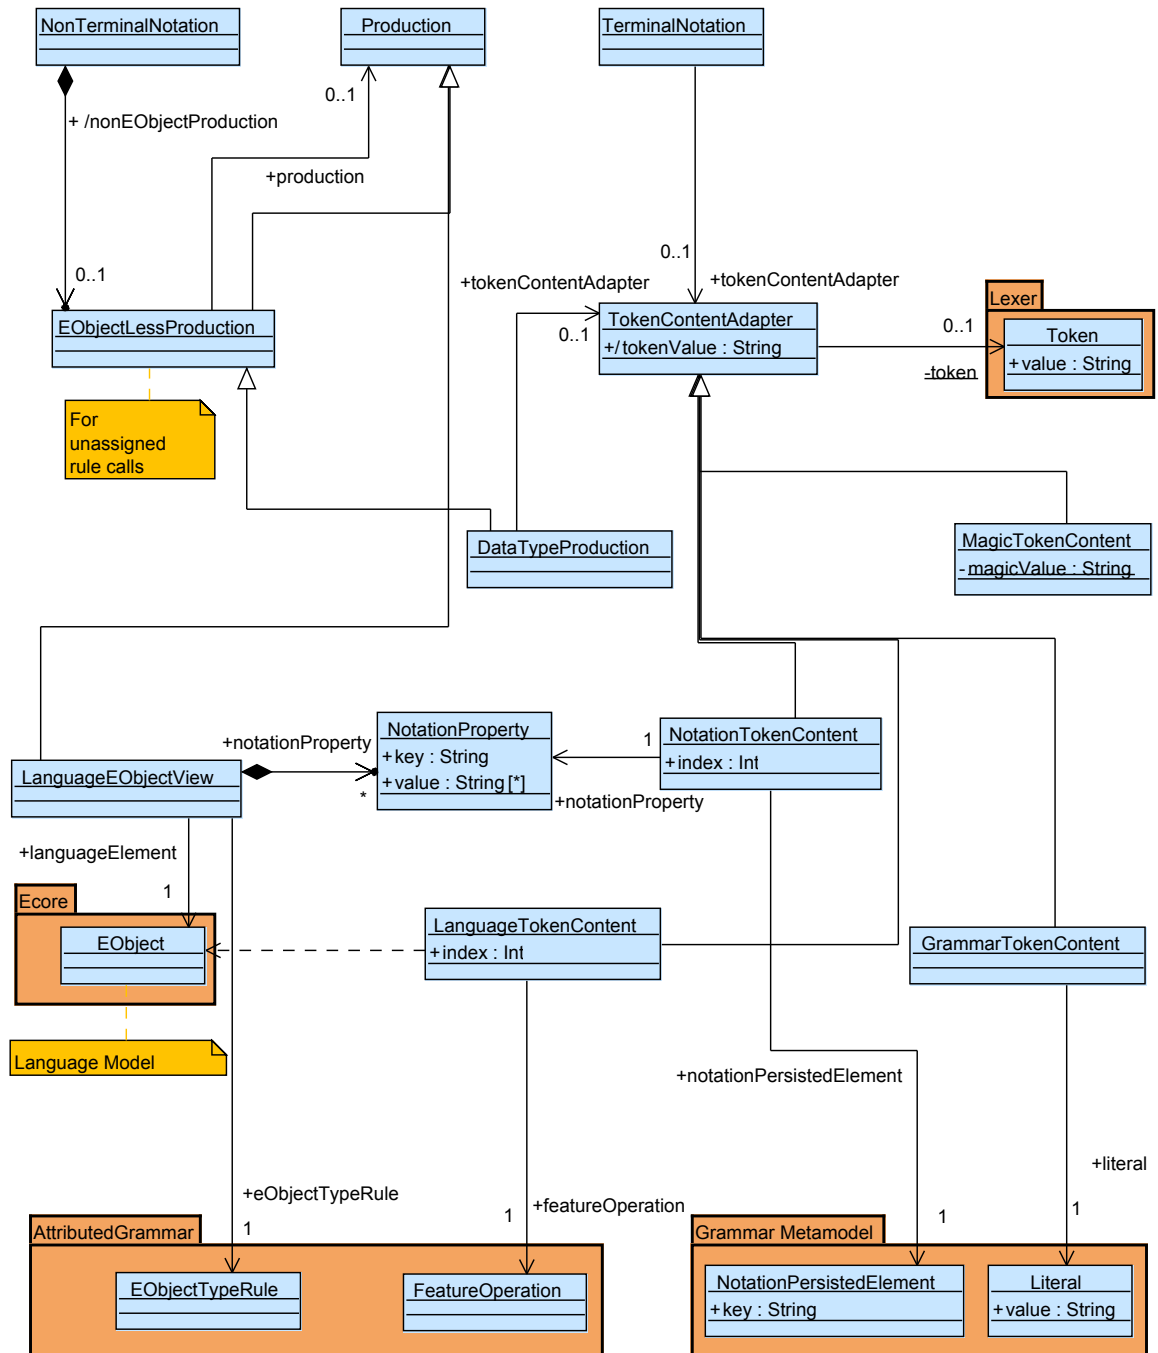 NonTerminalNotation
Production
TerminalNotation
0..1
+ /nonEObjectProduction
+production
0..1
0..1
+tokenContentAdapter
+tokenContentAdapter
Lexer
EObjectLessProduction
TokenContentAdapter
+/tokenValue : String
0..1
0..1
Token
+value : String
-token
For
unassigned
rule calls
DataTypeProduction
MagicTokenContent
-magicValue : String
NotationProperty
+key : String
+value : String[*]
NotationTokenContent
+index : Int
+notationProperty
1
LanguageEObjectView
*
+notationProperty
+languageElement
1
Ecore
EObject
LanguageTokenContent
+index : Int
GrammarTokenContent
Language Model
+notationPersistedElement
+literal
+eObjectTypeRule
1
+featureOperation
1
1
1
AttributedGrammar
Grammar Metamodel
EObjectTypeRule
FeatureOperation
NotationPersistedElement
+key : String
Literal
+value : String